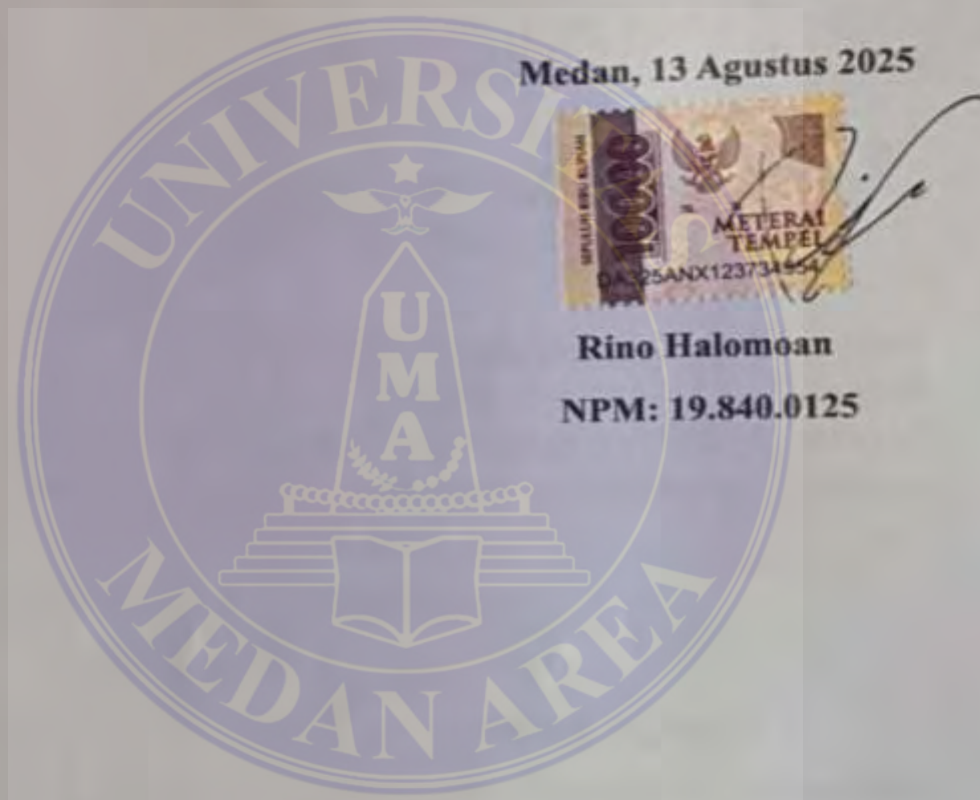 Medan, 13 Agustus 2025
SEPULUH RIBU RUPIAH
10000
METERAI
TEMPEL
Rino Halomoan
NPM: 19.840.0125
UNIVERSI
UMA
MEDAN AREA